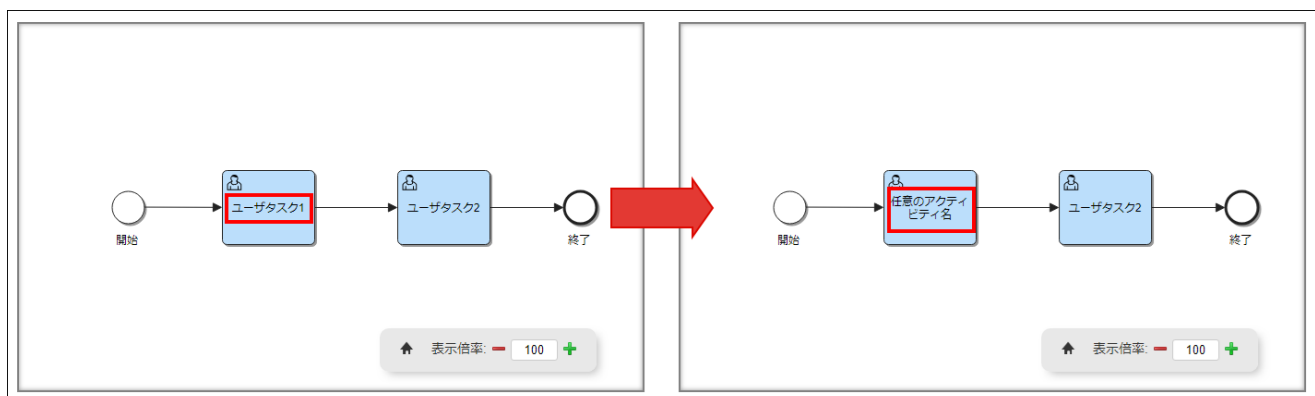 ユーザタスク1
ユーザタスク2
開始
終了
表示倍率:
100
任意のアクティ
ビティ名
ユーザタスク2
開始
終了
表示倍率:
100